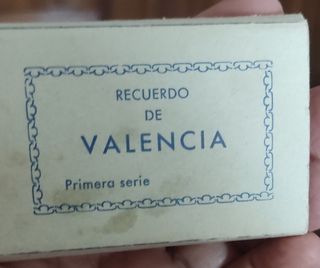 RECUERDO
DE
VALENCIA
Primera serie